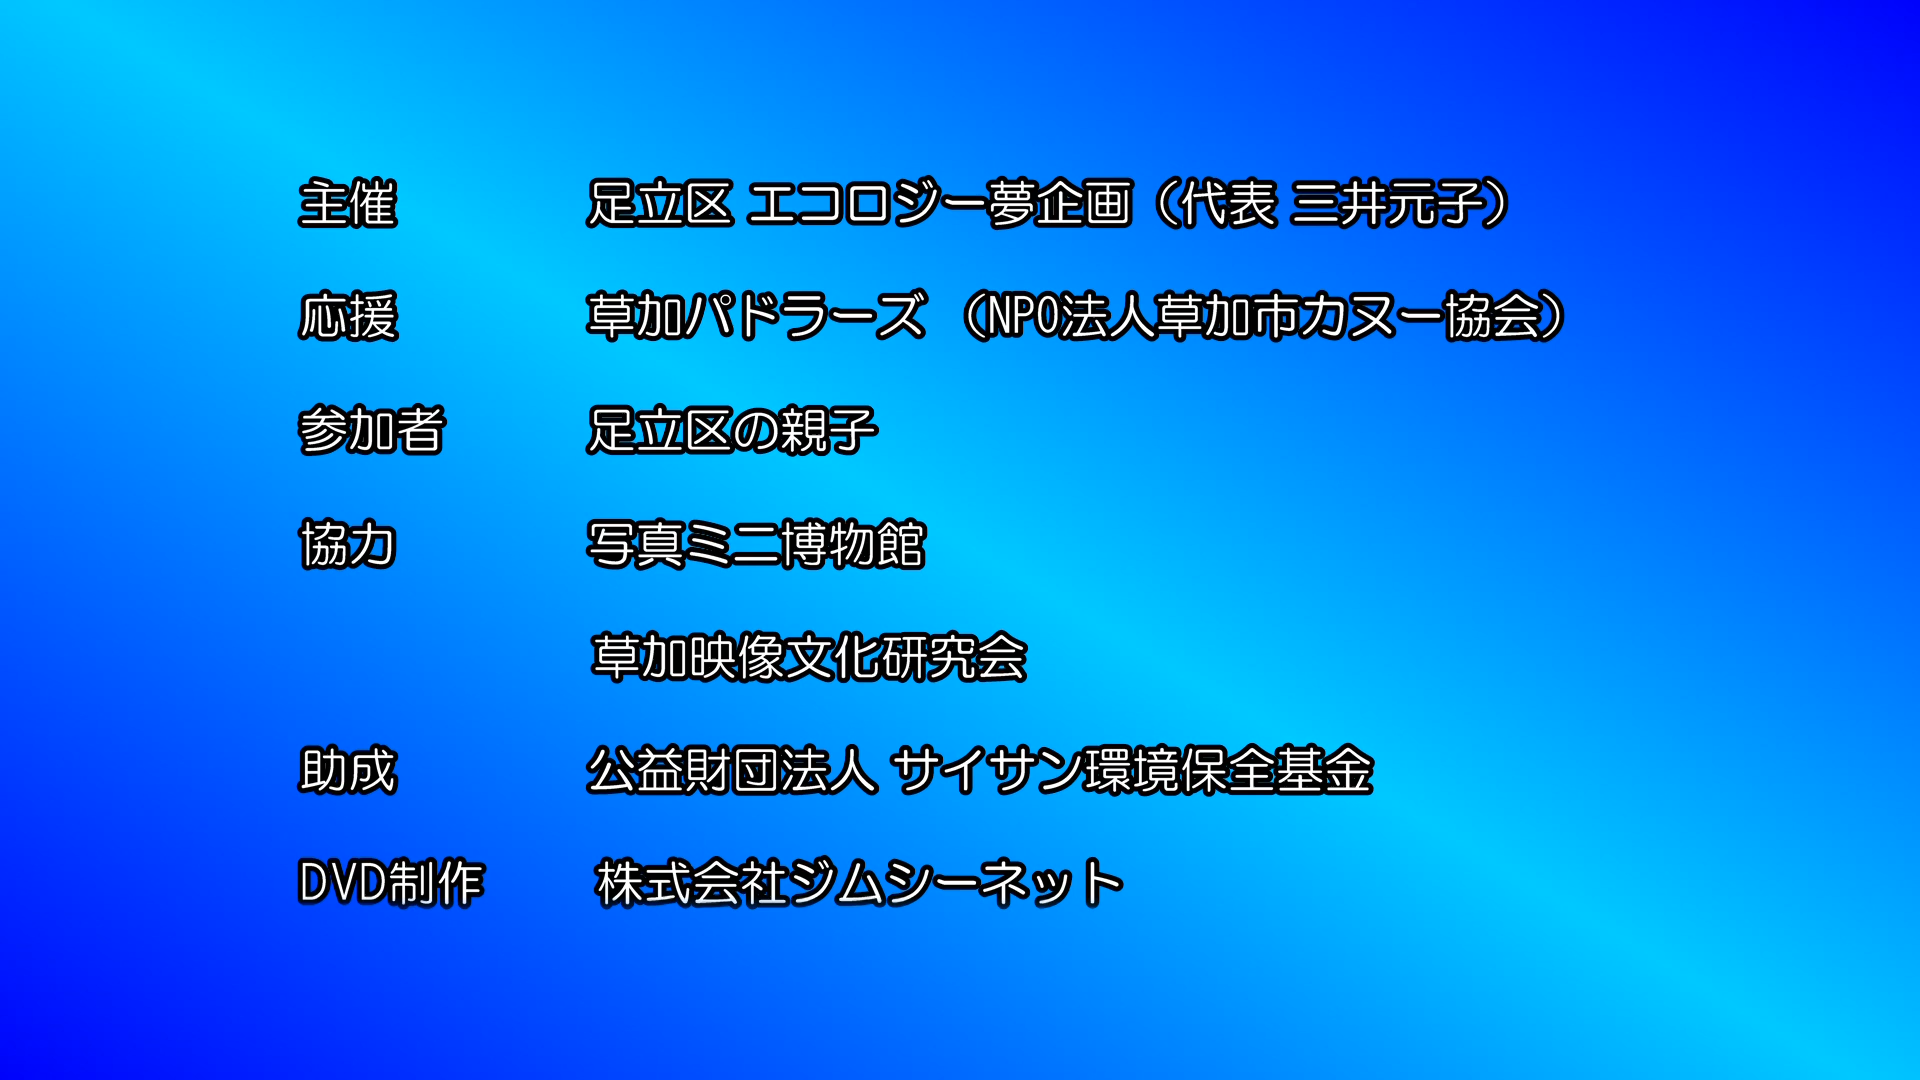 主催 足立区 エコロジー夢企画（代表 三井元子）
応援 草加パドラーズ （NPO法人草加市カヌー協会）
参加者 足立区の親子
協力 写真ミニ博物館
草加映像文化研究会
助成 公益財団法人 サイサン環境保全基金
DVD制作 株式会社ジムシーネット